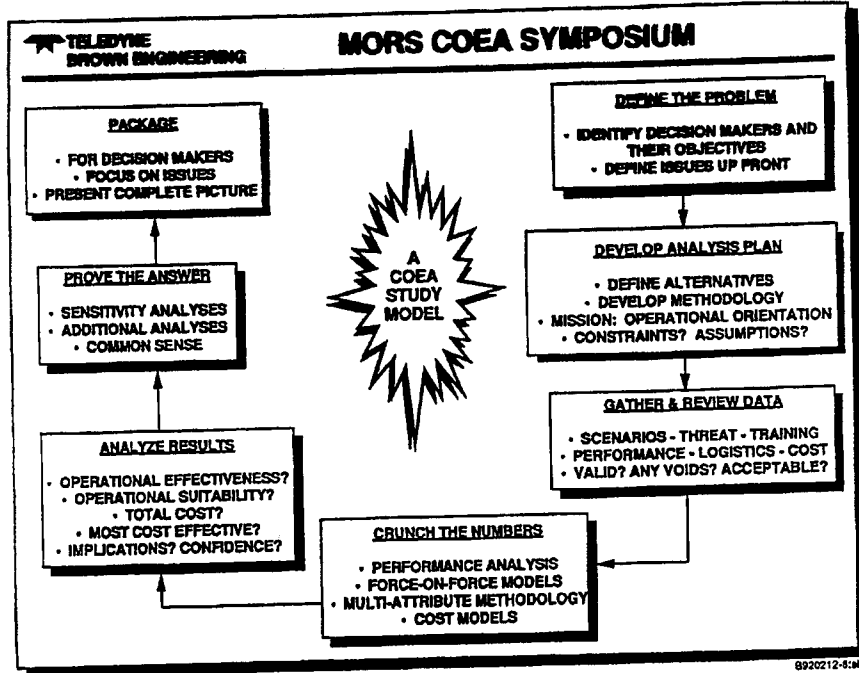 TELEDYNE
BROWN ENGINEERING
MORS COEA SYMPOSIUM
DEFINE THE PROBLEM
• IDENTIFY DECISION MAKERS AND
THEIR OBJECTIVES
• DEFINE ISSUES UP FRONT
DEVELOP ANALYSIS PLAN
• DEFINE ALTERNATIVES
• DEVELOP METHODOLOGY
• MISSION: OPERATIONAL ORIENTATION
• CONSTRAINTS? ASSUMPTIONS?
GATHER & REVIEW DATA
• SCENARIOS - THREAT - TRAINING
• PERFORMANCE - LOGISTICS - COST
• VALID? ANY VOIDS? ACCEPTABLE?
CRUNCH THE NUMBERS
• PERFORMANCE ANALYSIS
• FORCE-ON-FORCE MODELS
• MULTI-ATTRIBUTE METHODOLOGY
• COST MODELS
ANALYZE RESULTS
• OPERATIONAL EFFECTIVENESS?
• OPERATIONAL SUITABILITY?
• TOTAL COST?
• MOST COST EFFECTIVE?
• IMPLICATIONS? CONFIDENCE?
PROVE THE ANSWER
• SENSITIVITY ANALYSES
• ADDITIONAL ANALYSES
• COMMON SENSE
PACKAGE
• FOR DECISION MAKERS
• FOCUS ON ISSUES
• PRESENT COMPLETE PICTURE
A
COEA
STUDY
MODEL